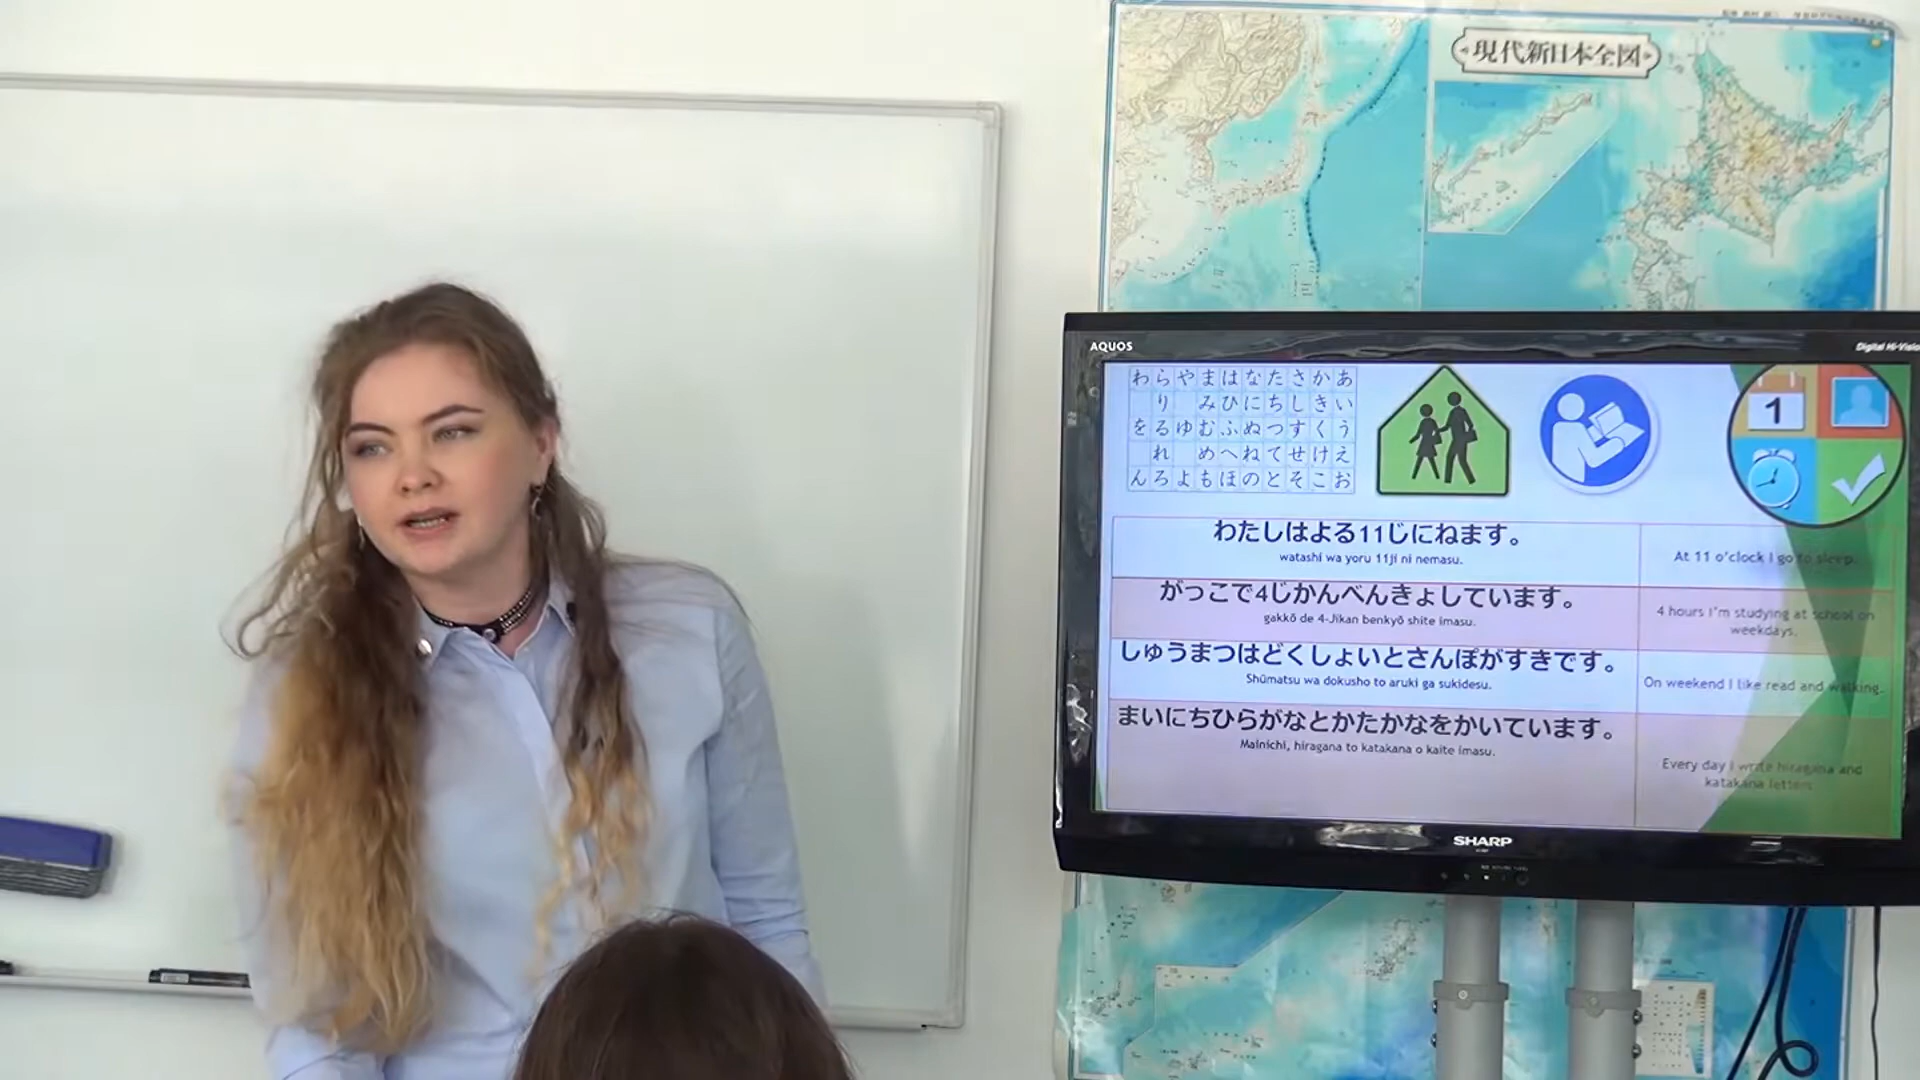 現代新日本全図
AQUOS
わらやまはなたさかあ
りみひにちしきい
をるゆむふぬつすくう
れめへねてせけえ
んろよもほのとそこお
1
わたしはよる11じにねます。
watashi wa yoru 11ji ni nemasu.
At 11 o'clock I go to sleep.
がっこで4じかんべんきょしています。
gakkō de 4-Jikan benkyō shite imasu.
4 hours I'm studying at school on
weekdays.
しゅうまつはどくしょいとさんぽがすきです。
Shūmatsu wa dokusho to aruki ga sukidesu.
On weekend I like read and walking.
まいにちひらがなとかたかなをかいています。
Mainichi, hiragana to katakana o kaite imasu.
Every day I write hiragana and
katakana letters
SHARP